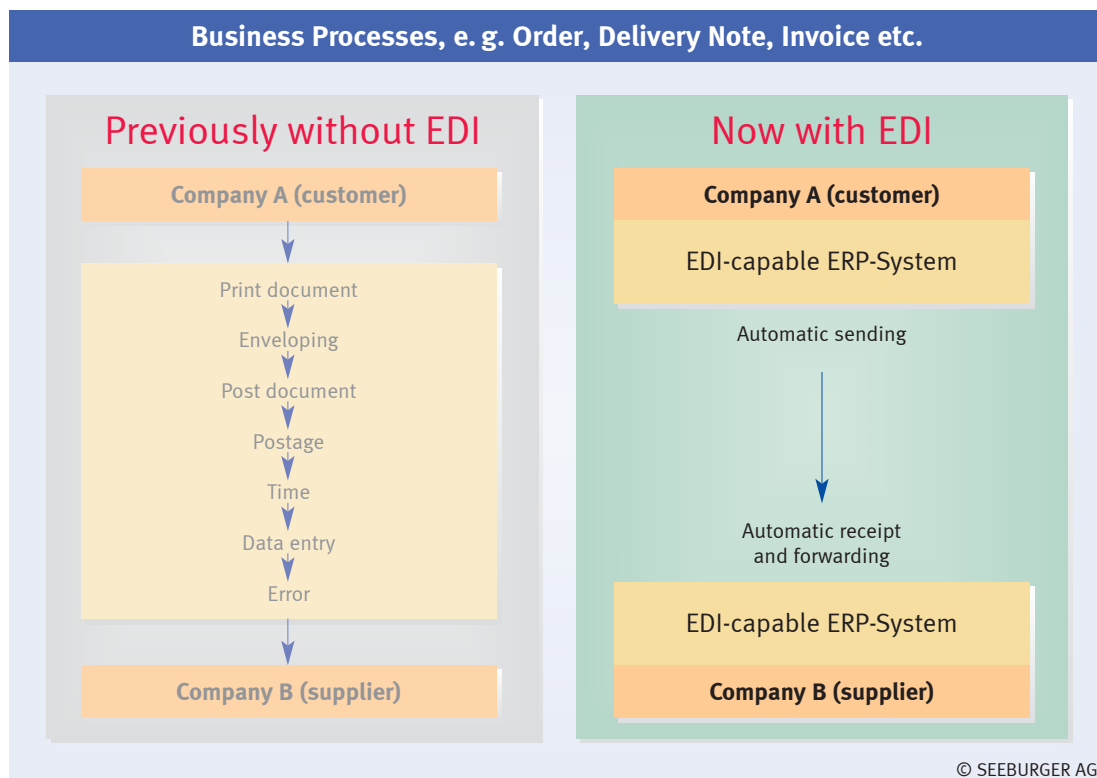 Business Processes, e. g. Order, Delivery Note, Invoice etc.
Previously without EDI
Company A (customer)
Print document
Enveloping
Post document
Postage
Time
Data entry
Error
Company B (supplier)
Now with EDI
Company A (customer)
EDI-capable ERP-System
Automatic sending
Automatic receipt
and forwarding
EDI-capable ERP-System
Company B (supplier)
© SEEBURGER AG